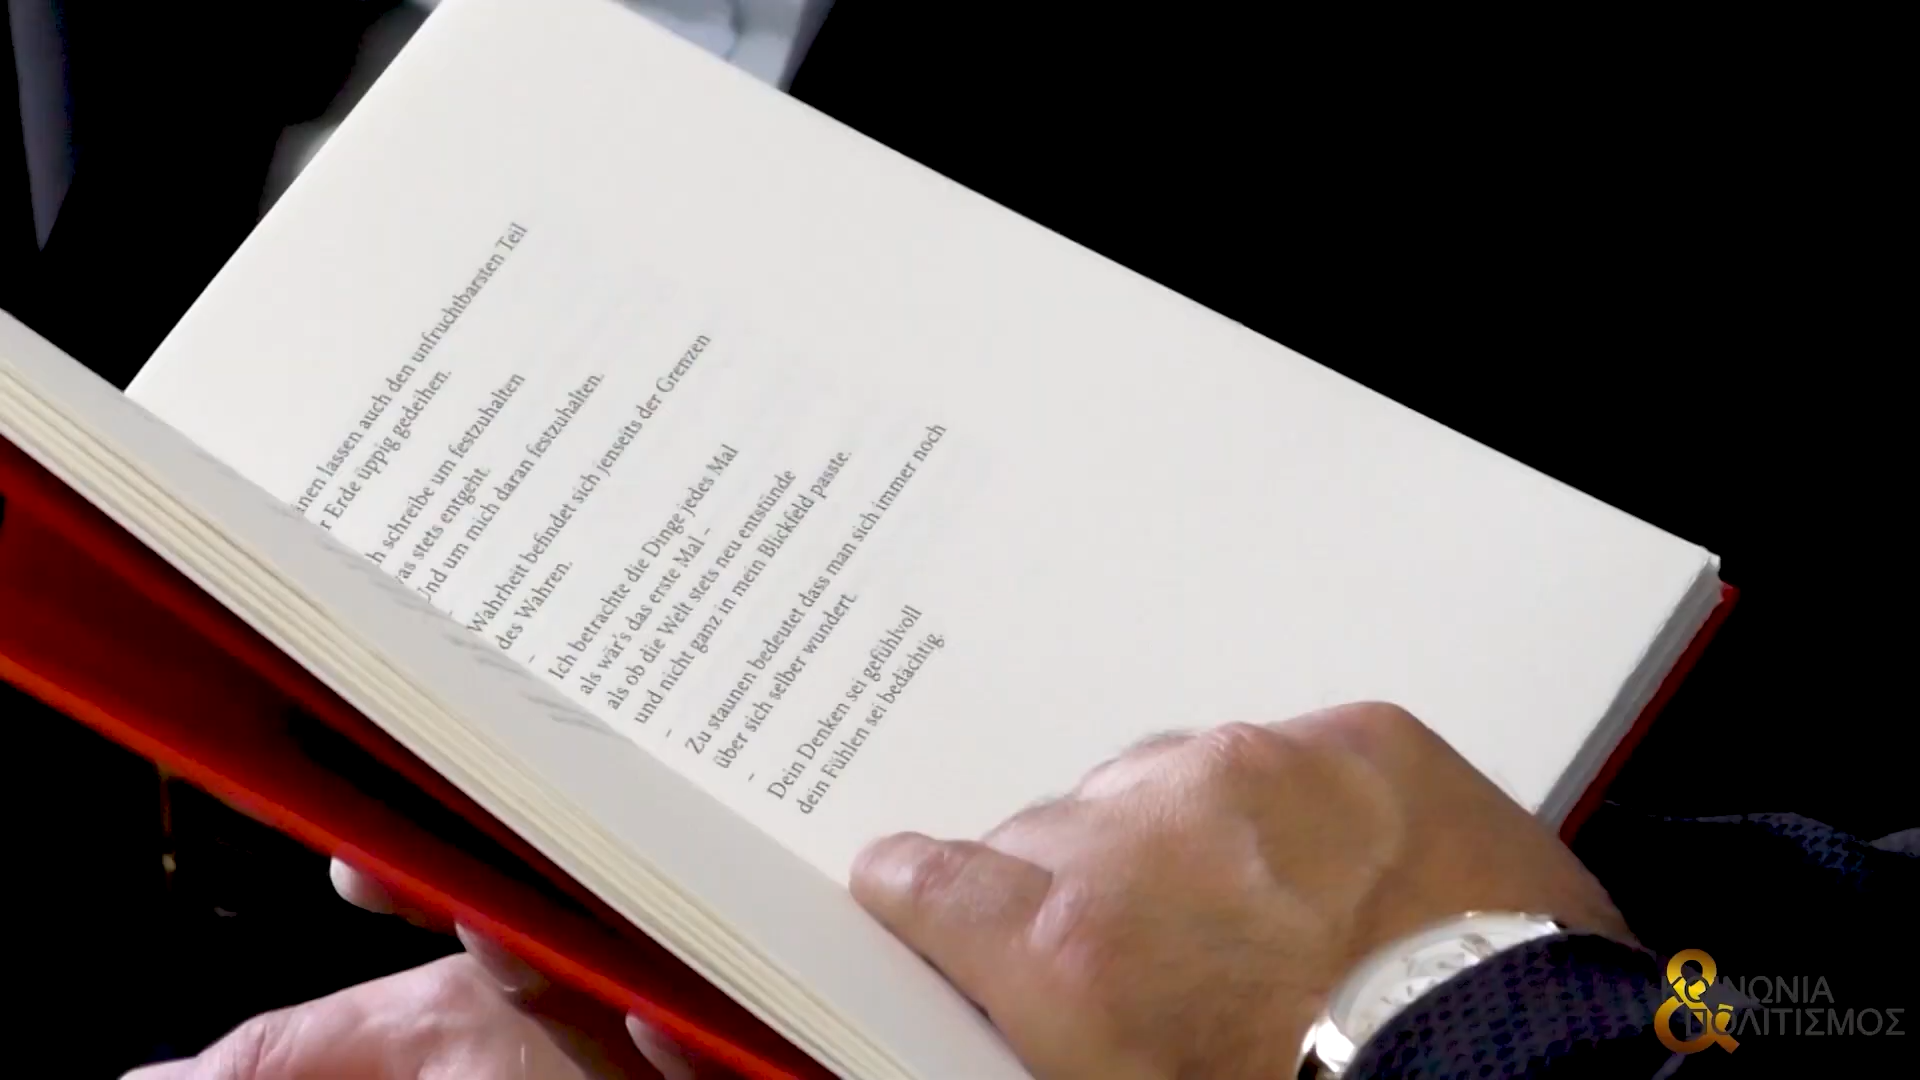 inen lassen auch den unfruchtbarsten Teil
r Erde üppig gedeihen.
h schreibe um festzuhalten
was stets entgeht.
Und um mich daran festzuhalten.
–
Wahrheit befindet sich jenseits der Grenzen
des Wahren.
–
Ich betrachte die Dinge jedes Mal
als wär's das erste Mal –
als ob die Welt stets neu entstünde
und nicht ganz in mein Blickfeld passte.
–
Zu staunen bedeutet dass man sich immer noch
über sich selber wundert.
–
Dein Denken sei gefühlvoll
dein Fühlen sei bedächtig.
&
ΚΟΙΝΩΝΙΑ
ΠΟΛΙΤΙΣΜΟΣ